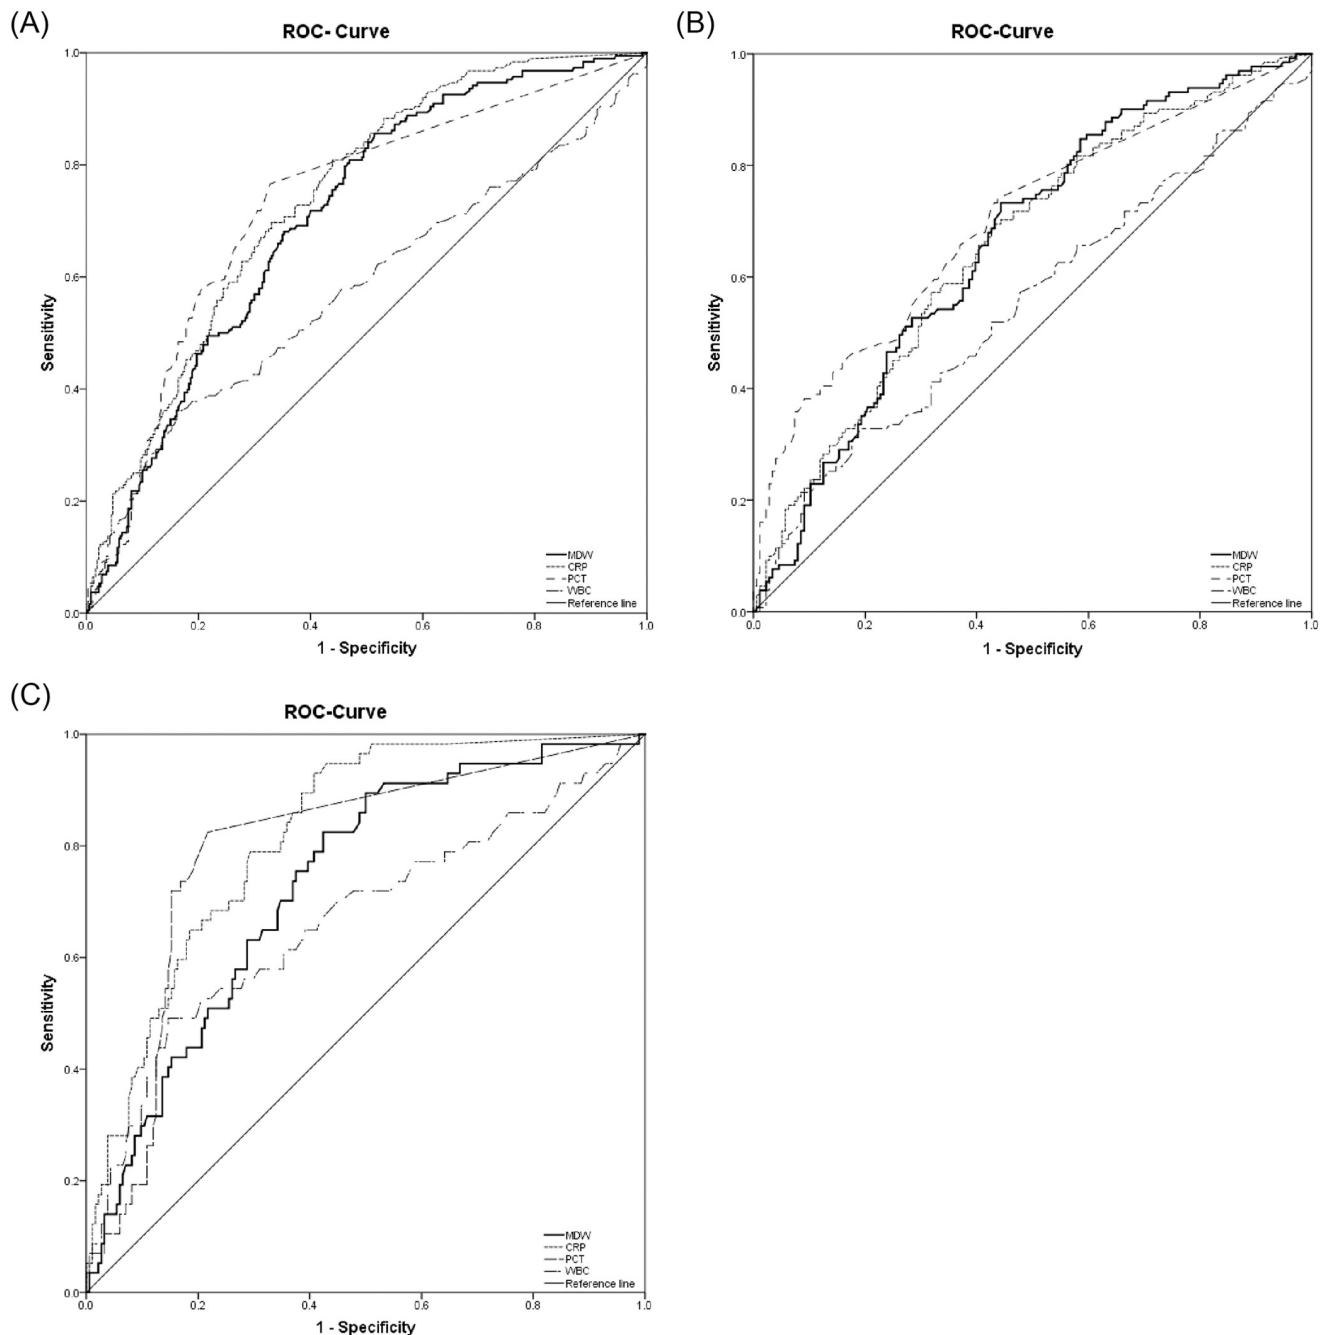 (A)
ROC- Curve
1.0
0.8
0.6
0.4
0.2
0.0
Sensitivity
0.0 0.2 0.4 0.6 0.8 1.0
1 - Specificity
MDW
CRP
PCT
WBC
Reference line
(B)
ROC-Curve
1.0
0.8
0.6
0.4
0.2
0.0
Sensitivity
0.0 0.2 0.4 0.6 0.8 1.0
1 - Specificity
MDW
CRP
PCT
WBC
Reference line
(C)
ROC-Curve
1.0
0.8
0.6
0.4
0.2
0.0
Sensitivity
0.0 0.2 0.4 0.6 0.8 1.0
1 - Specificity
MDW
CRP
PCT
WBC
Reference line